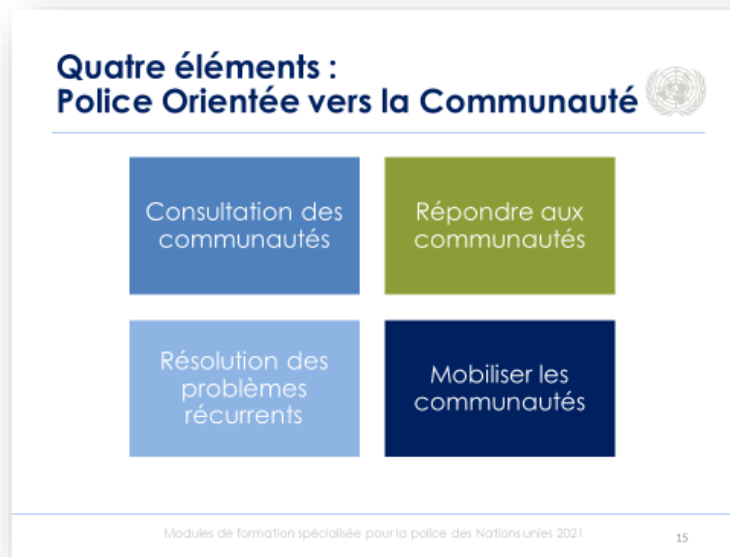 Quatre éléments :
Police Orientée vers la Communauté
Consultation des
communautés
Répondre aux
communautés
Résolution des
problèmes
récurrents
Mobiliser les
communautés
Modules de formation spécialisée pour la police des Nations unies 2021
15